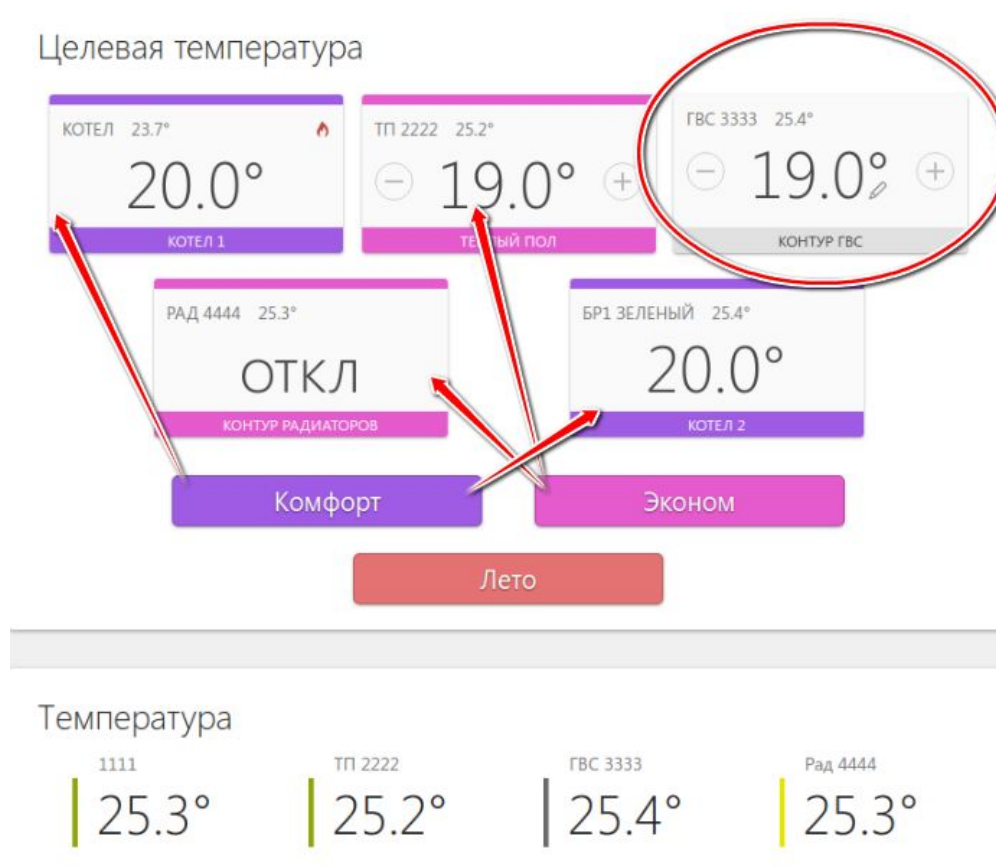 Целевая температура
КОТЕЛ 23.7°
20.0°
КОТЕЛ 1
ТП 2222 25.2°
19.0°
ТЕПЛЫЙ ПОЛ
ГВС 3333 25.4°
19.0°
КОНТУР ГВС
РАД 4444 25.3°
ОТКЛ
КОНТУР РАДИАТОРОВ
БР1 ЗЕЛЕНЫЙ 25.4°
20.0°
КОТЕЛ 2
Комфорт
Эконом
Лето
Температура
1111
25.3°
ТП 2222
25.2°
ГВС 3333
25.4°
Рад 4444
25.3°